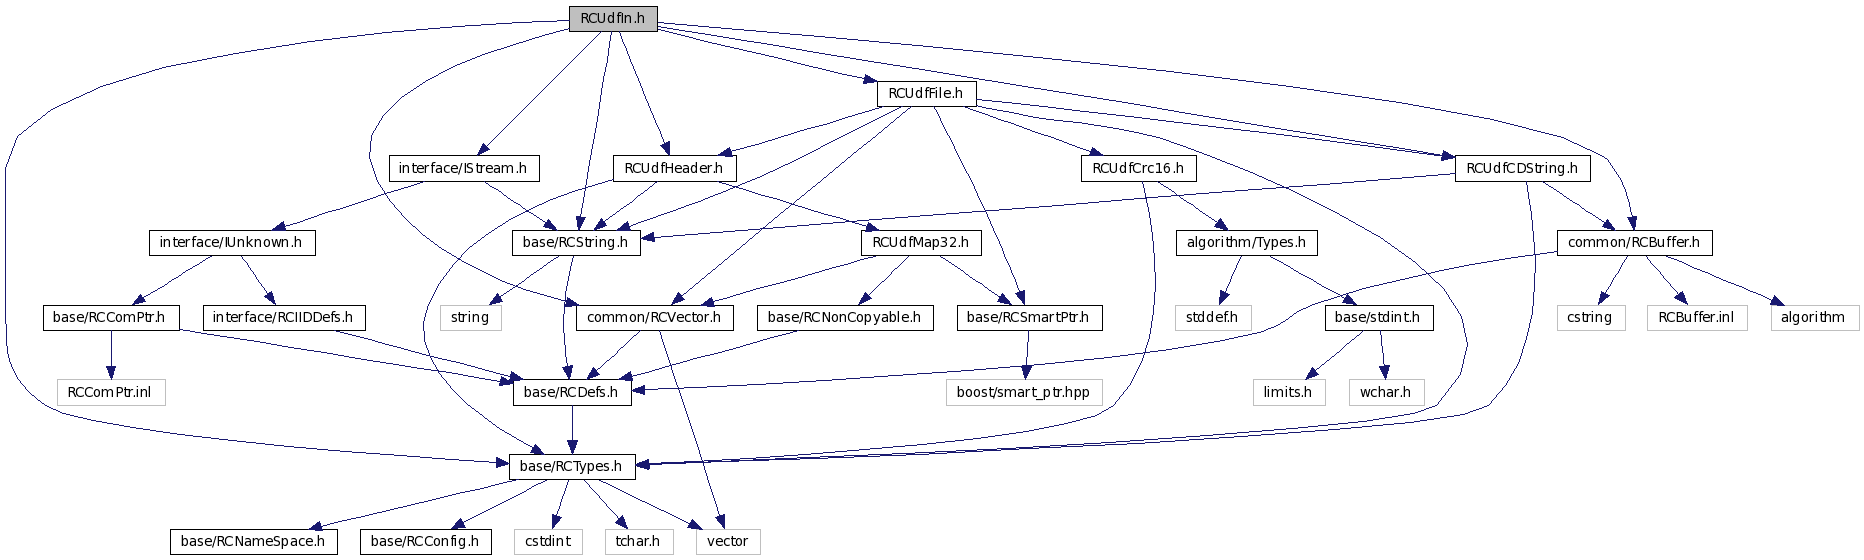 RCUdfIn.h
RCUdfFile.h
interface/IStream.h
RCUdfHeader.h
RCUdfCrc16.h
RCUdfCDString.h
interface/IUnknown.h
base/RCString.h
RCUdfMap32.h
algorithm/Types.h
common/RCBuffer.h
base/RCComPtr.h
interface/RCIIDDefs.h
string
common/RCVector.h
base/RCNonCopyable.h
base/RCSmartPtr.h
stddef.h
base/stdint.h
cstring
RCBuffer.inl
algorithm
RCComPtr.inl
base/RCDefs.h
boost/smart_ptr.hpp
limits.h
wchar.h
base/RCTypes.h
base/RCNameSpace.h
base/RCConfig.h
cstdint
tchar.h
vector